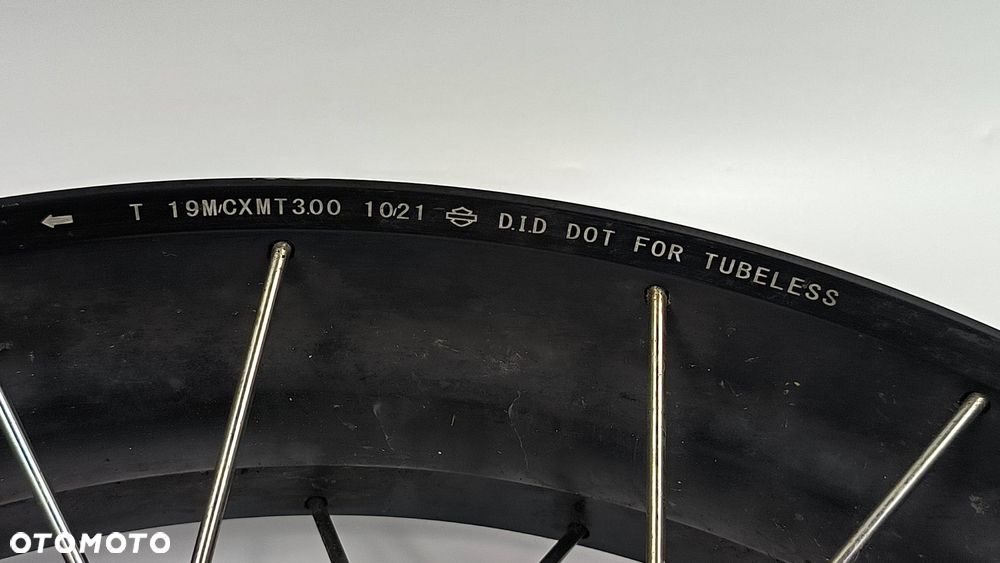 T 19M/CXMT3.00 10/21 D.I.D DOT FOR TUBELESS
OTOMOTO